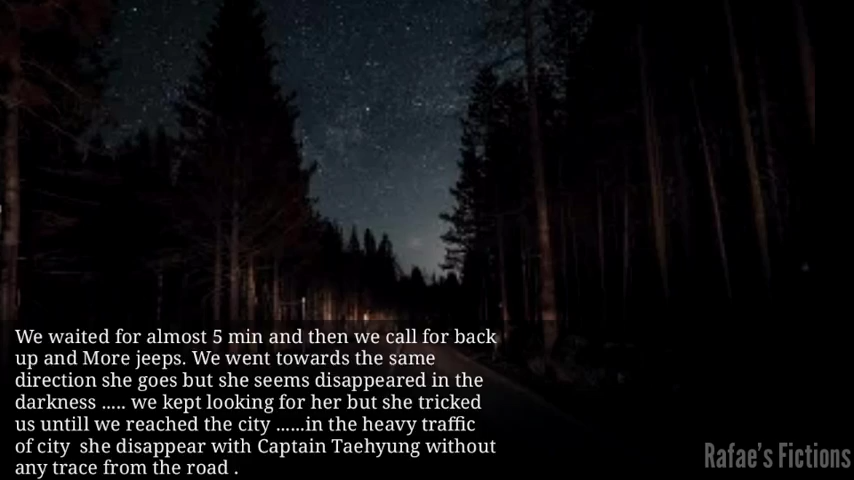 We waited for almost 5 min and then we call for back
up and More jeeps. We went towards the same
direction she goes but she seems disappeared in the
darkness ..... we kept looking for her but she tricked
us untill we reached the city ......in the heavy traffic
of city  she disappear with Captain Taehyung without
any trace from the road .
Rafae's Fictions